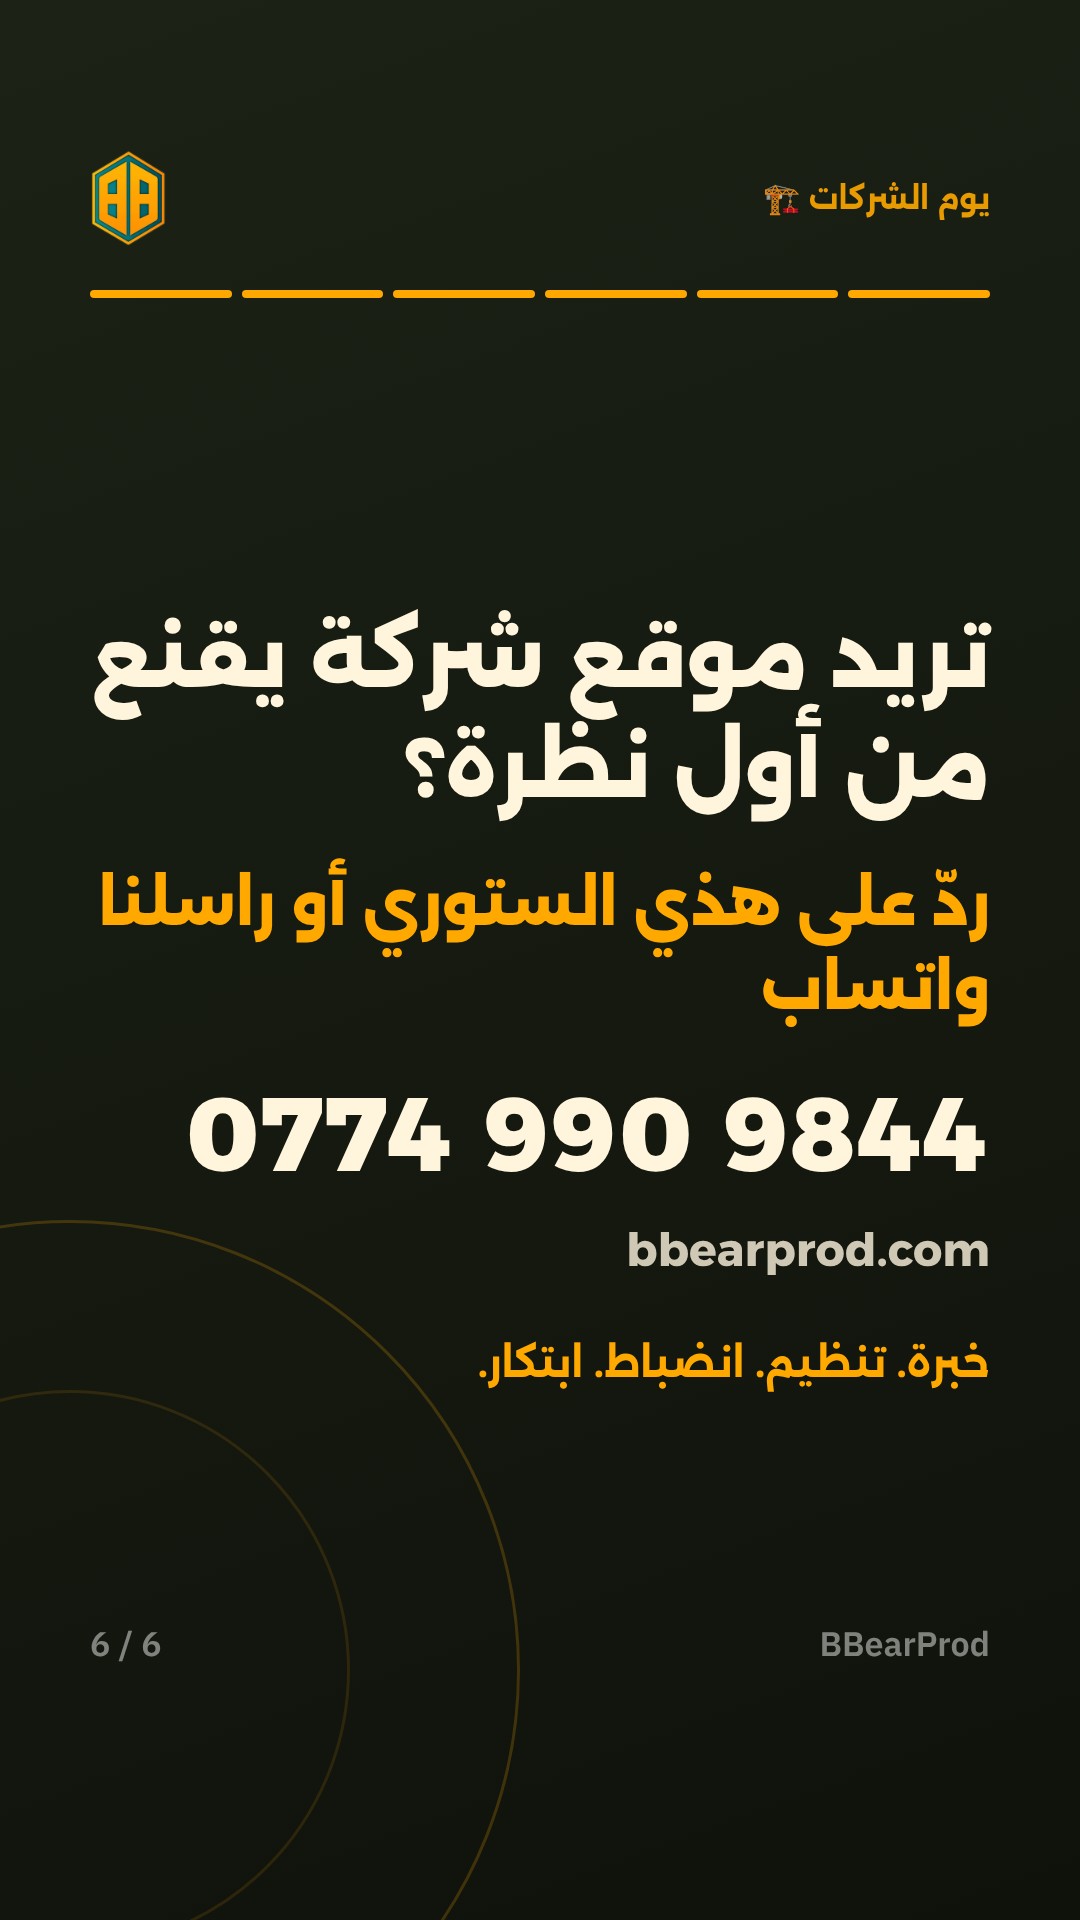 يوم الشركات 🏗️
BB
تريد موقع شركة يقنع
من أول نظرة؟
ردّ على هذي الستوري أو راسلنا
واتساب
0774 990 9844
bbearprod.com
خبرة. تنظيم. انضباط. ابتكار.
BBearProd
6 / 6